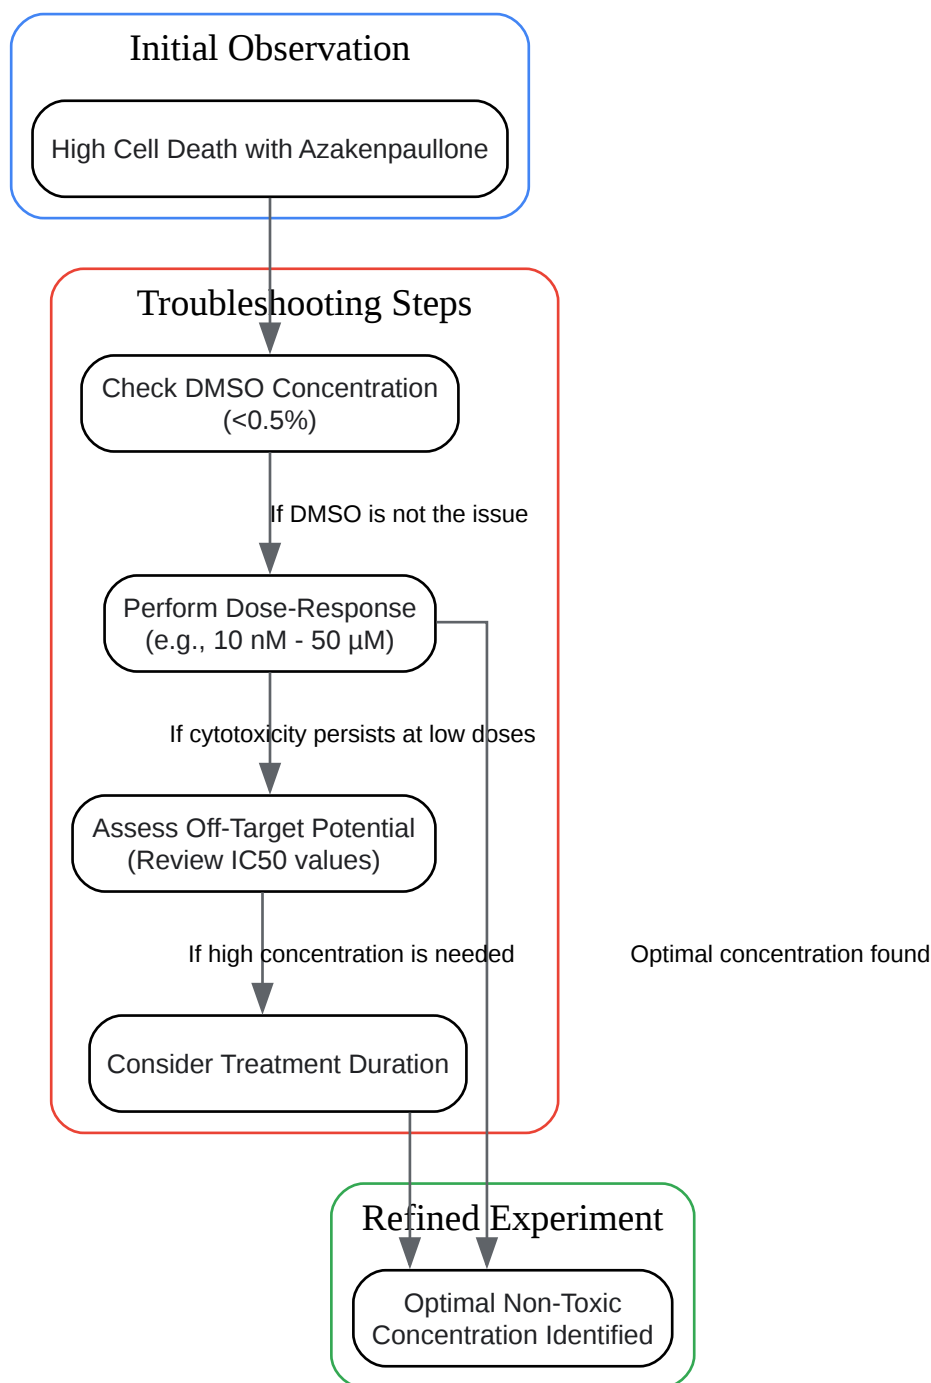 Initial Observation
High Cell Death with Azakenpaullone
Troubleshooting Steps
Check DMSO Concentration
(<0.5%)
If DMSO is not the issue
Perform Dose-Response
(e.g., 10 nM - 50 µM)
If cytotoxicity persists at low doses
Assess Off-Target Potential
(Review IC50 values)
If high concentration is needed
Optimal concentration found
Consider Treatment Duration
Refined Experiment
Optimal Non-Toxic
Concentration Identified